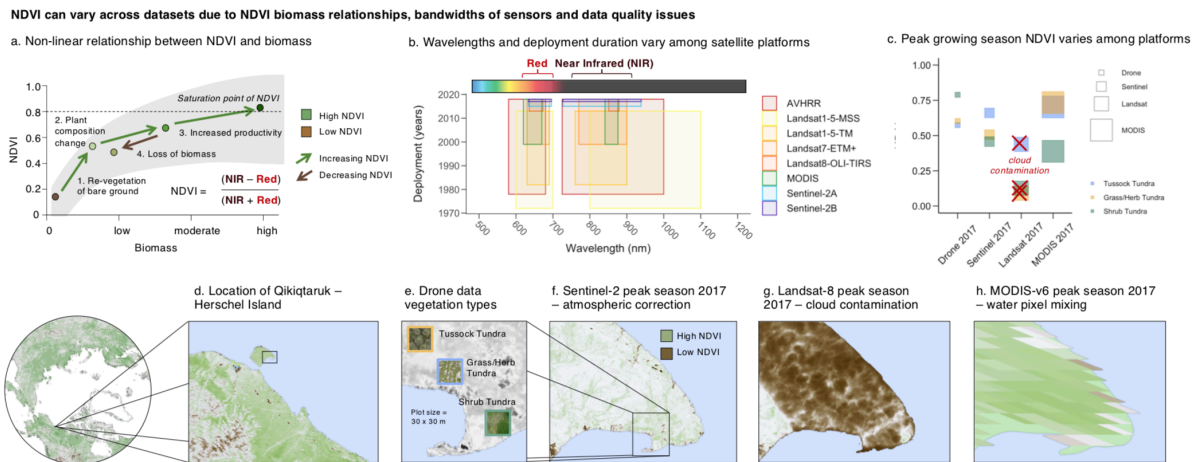 NDVI can vary across datasets due to NDVI biomass relationships, bandwidths of sensors and data quality issues
a. Non-linear relationship between NDVI and biomass
1.0
0.8
0.6
0.4
0.2
0
NDVI
Saturation point of NDVI
2. Plant
composition
change
3. Increased productivity
4. Loss of biomass
1. Re-vegetation
of bare ground
NDVI =
(NIR – Red)
(NIR + Red)
0
low
moderate
high
Biomass
High NDVI
Low NDVI
Increasing NDVI
Decreasing NDVI
b. Wavelengths and deployment duration vary among satellite platforms
Red
Near Infrared (NIR)
2020
2010
2000
1990
1980
1970
Deployment (years)
500
600
700
800
900
1000
1100
1200
Wavelength (nm)
AVHRR
Landsat1-5-MSS
Landsat1-5-TM
Landsat7-ETM+
Landsat8-OLI-TIRS
MODIS
Sentinel-2A
Sentinel-2B
c. Peak growing season NDVI varies among platforms
1.00
0.75
0.50
0.25
0.00
cloud
contamination
Drone 2017
Sentinel 2017
Landsat 2017
MODIS 2017
Drone
Sentinel
Landsat
MODIS
Tussock Tundra
Grass/Herb Tundra
Shrub Tundra
d. Location of Qikiqtaruk –
Herschel Island
e. Drone data
vegetation types
Tussock Tundra
Grass/Herb
Tundra
Shrub Tundra
Plot size =
30 x 30 m
f. Sentinel-2 peak season 2017
– atmospheric correction
High NDVI
Low NDVI
g. Landsat-8 peak season
2017 – cloud contamination
h. MODIS-v6 peak season 2017
– water pixel mixing